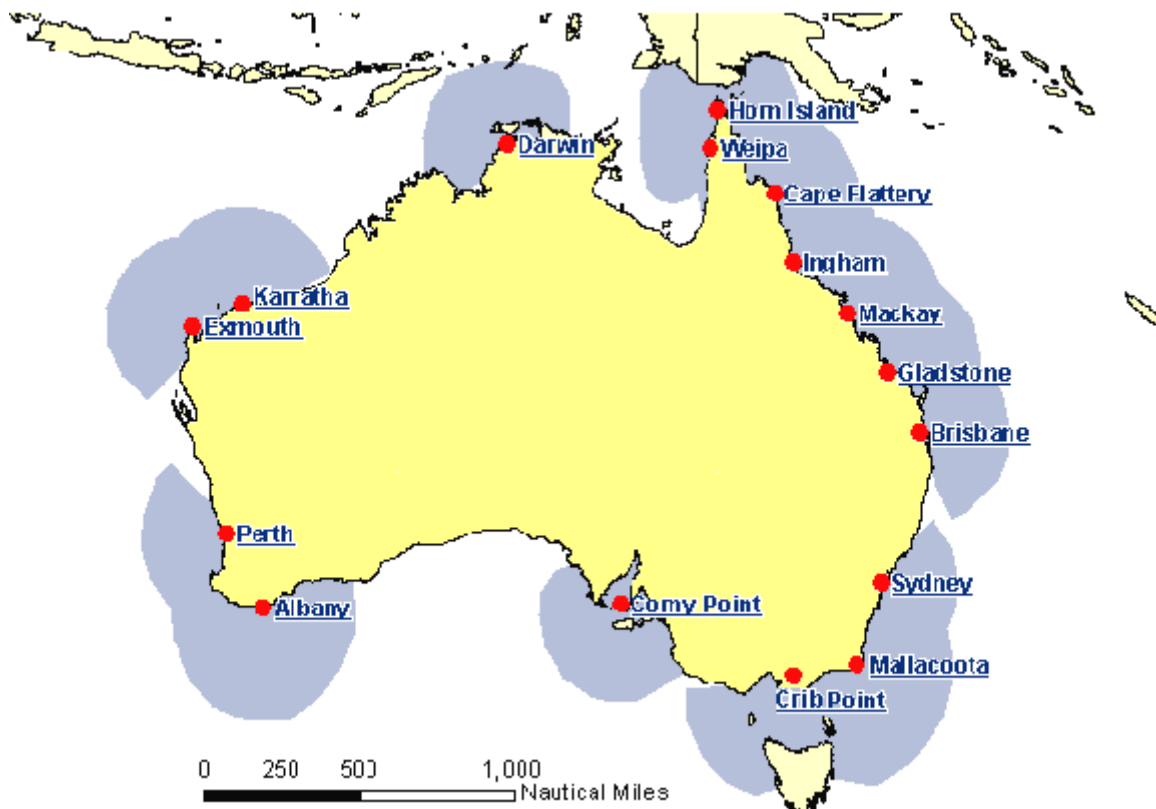 Horn Island
Darwin
Weipa
Cape Flattery
Ingham
Karratha
Mackay
Exmouth
Gladstone
Brisbane
Perth
Sydney
Albany
Corny Point
Mallacoota
Crib Point
0 250 500 1,000
Nautical Miles